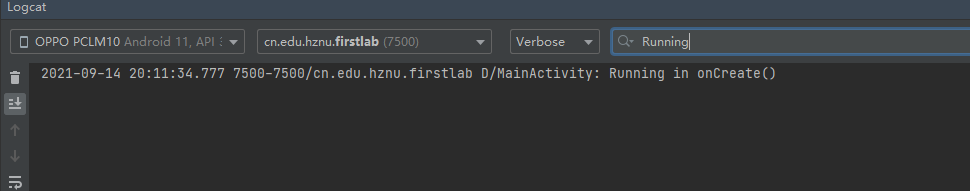 Logcat
OPPO PCLM10 Android 11, API
cn.edu.hznu.firstlab (7500)
Verbose
Running
2021-09-14 20:11:34.777 7500-7500/cn.edu.hznu.firstlab D/MainActivity: Running in onCreate()